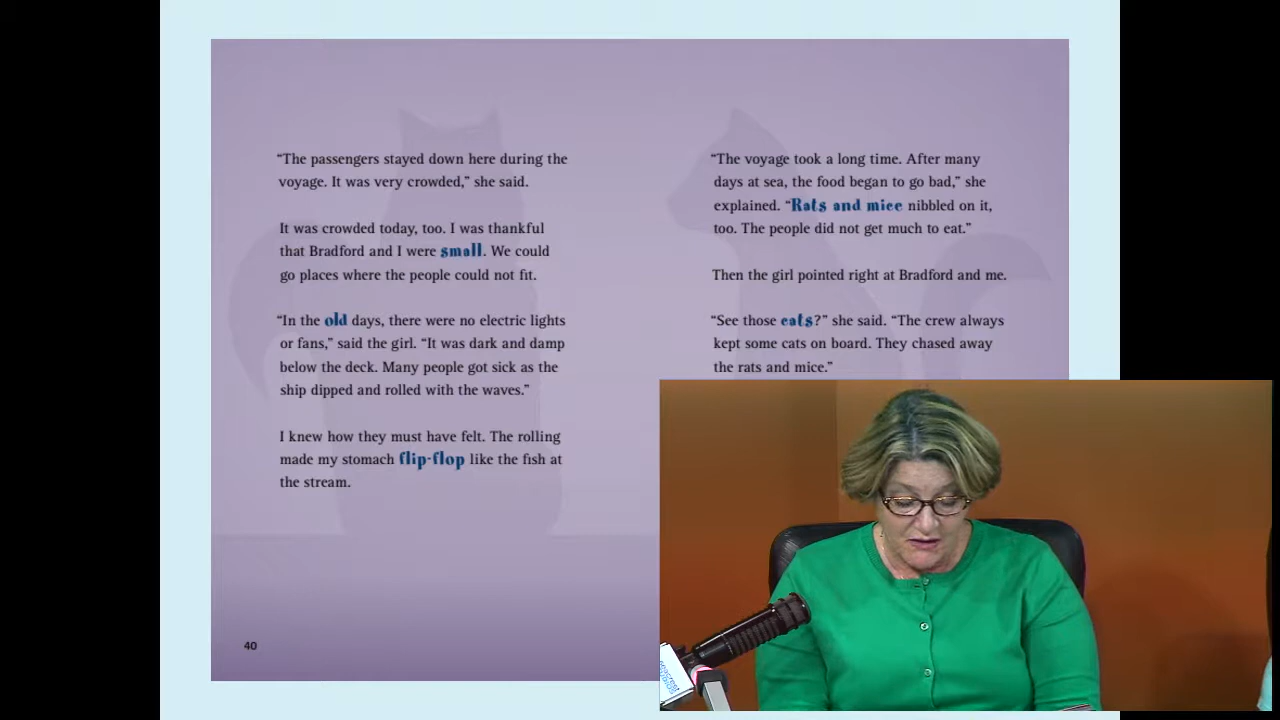 “The passengers stayed down here during the
voyage. It was very crowded,” she said.
It was crowded today, too. I was thankful
that Bradford and I were small. We could
go places where the people could not fit.
“In the old days, there were no electric lights
or fans,” said the girl. “It was dark and damp
below the deck. Many people got sick as the
ship dipped and rolled with the waves.”
I knew how they must have felt. The rolling
made my stomach flip-flop like the fish at
the stream.
40
“The voyage took a long time. After many
days at sea, the food began to go bad,” she
explained. “Rats and mice nibbled on it,
too. The people did not get much to eat.”
Then the girl pointed right at Bradford and me.
“See those cats?” she said. “The crew always
kept some cats on board. They chased away
the rats and mice.”